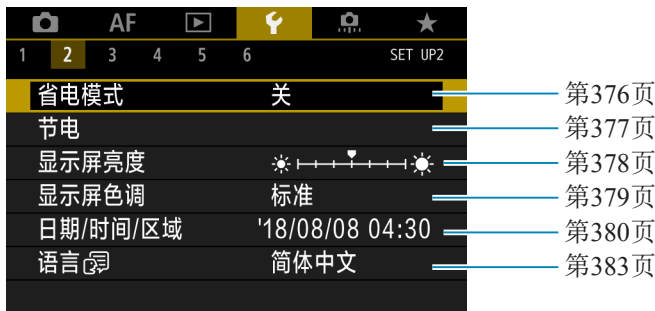 AF
1 2 3 4 5 6 SET UP2
省电模式 关 第376页
节电 第377页
显示屏亮度 第378页
显示屏色调 标准 第379页
日期/时间/区域 '18/08/08 04:30 第380页
语言 简体中文 第383页